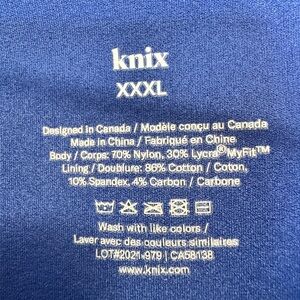 knix
XXXL
Designed in Canada / Modèle conçu au Canada
Made in China / Fabriqué en Chine
Body / Corps: 70% Nylon, 30% Lycra® MyFit™
Lining / Doublure: 86% Cotton / Coton,
10% Spandex, 4% Carbon / Carbone
Wash with like colors /
Laver avec des couleurs similaires
LOT#2021-979 | CA58138
www.knix.com